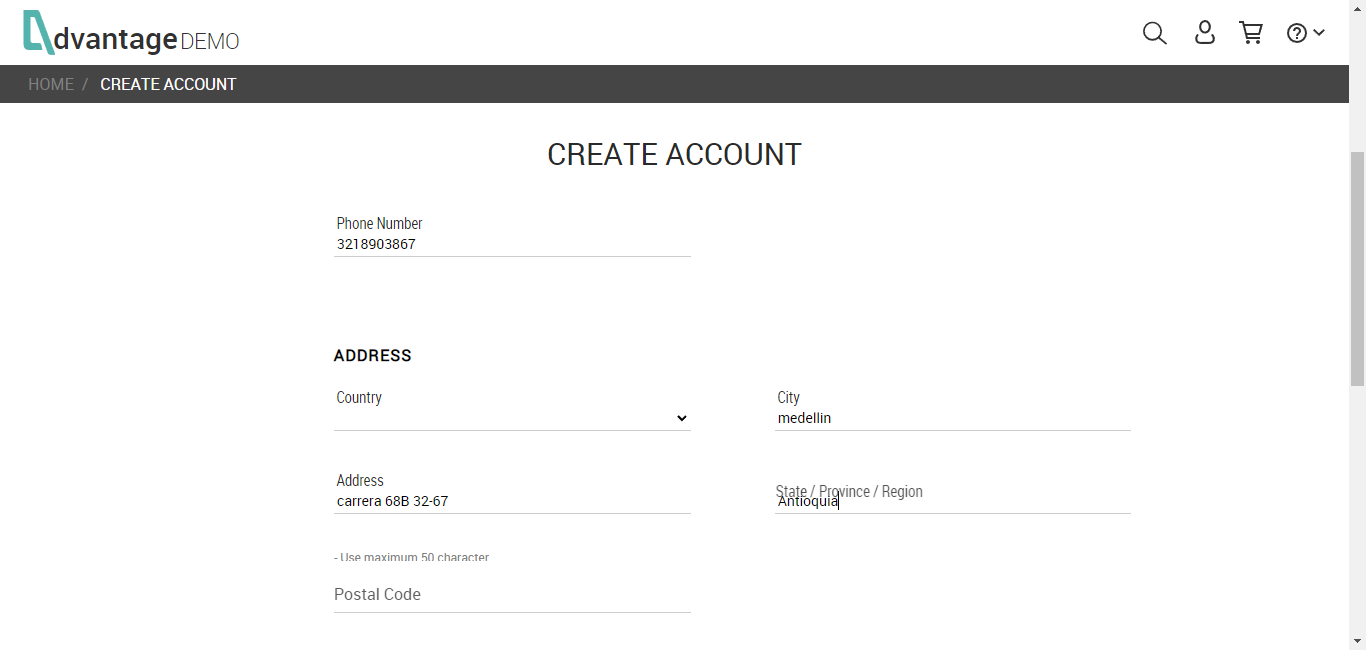 dvantage DEMO
HOME / CREATE ACCOUNT
CREATE ACCOUNT
Phone Number
3218903867
ADDRESS
Country
City
medellin
Address
carrera 68B 32-67
State / Province / Region
Antioquia
- Use maximum 50 character
Postal Code